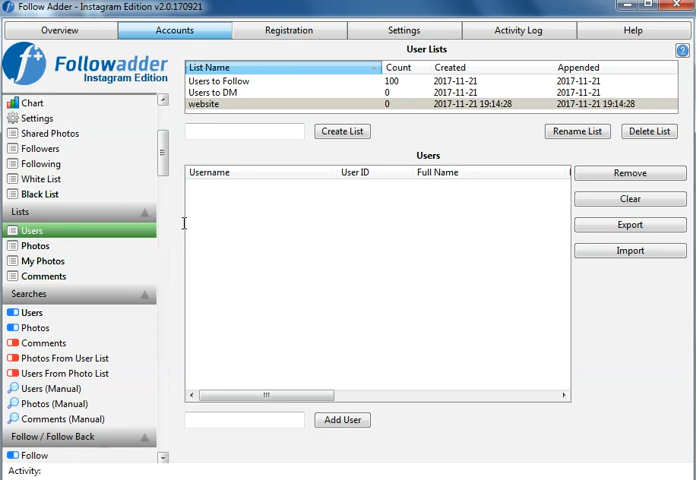 Follow Adder - Instagram Edition v2.0.170921
Overview
Accounts
Registration
Settings
Activity Log
Help
Followadder
Instagram Edition
User Lists
List Name Count Created Appended
Users to Follow 100 2017-11-21 2017-11-21
Users to DM 0 2017-11-21 2017-11-21
website 0 2017-11-21 19:14:28 2017-11-21 19:14:28
Create List
Rename List
Delete List
Users
Username User ID Full Name
Remove
Clear
Export
Import
Add User
Chart
Settings
Shared Photos
Followers
Following
White List
Black List
Lists
Users
Photos
My Photos
Comments
Searches
Users
Photos
Comments
Photos From User List
Users From Photo List
Users (Manual)
Photos (Manual)
Comments (Manual)
Follow / Follow Back
Follow
Activity: